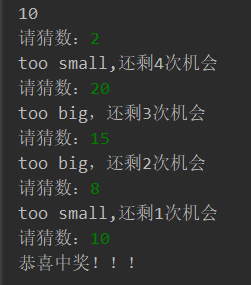 10
请猜数：2
too small,还剩4次机会
请猜数：20
too big，还剩3次机会
请猜数：15
too big，还剩2次机会
请猜数：8
too small,还剩1次机会
请猜数：10
恭喜中奖！！！